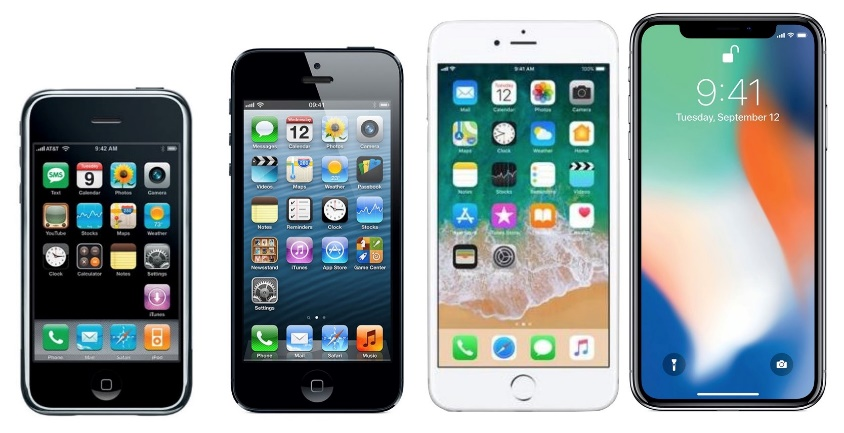 AT&T 9:42 AM
SMS Tuesday 9
Text Calendar Photos Camera
73°
YouTube Stocks Maps Weather
Clock Calculator Notes Settings
iTunes
Phone Mail Safari iPod
09:41
Wednesday 12
Messages Calendar Photos Camera
Videos Maps Weather Passbook
Notes Reminders Clock Stocks
Newsstand iTunes App Store Game Center
Settings
Phone Mail Safari Music
9:41 AM 100%
Tuesday 12
Mail Calendar Photos Camera
Maps Clock Weather Home
Notes Stocks Reminders Videos
App Store iTunes Store iBooks Health
Wallet Settings
9:41
Tuesday, September 12